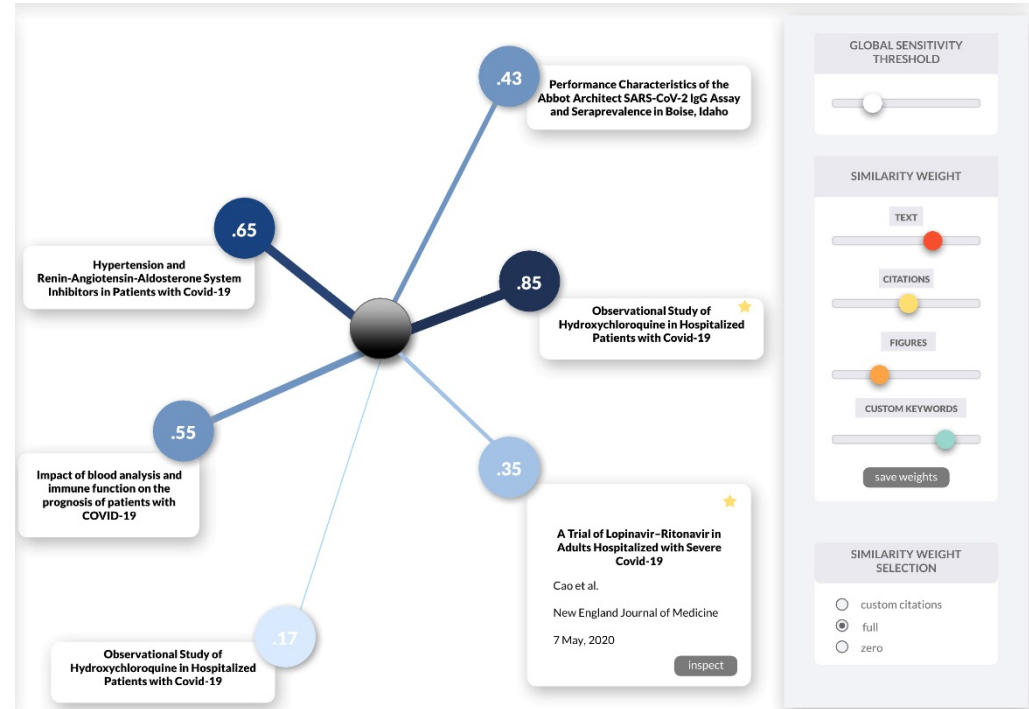 .43
Performance Characteristics of the
Abbot Architect SARS-CoV-2 IgG Assay
and Seraprevalence in Boise, Idaho
.65
Hypertension and
Renin-Angiotensin-Aldosterone System
Inhibitors in Patients with Covid-19
.85
Observational Study of
Hydroxychloroquine in Hospitalized
Patients with Covid-19
.55
Impact of blood analysis and
immune function on the
prognosis of patients with
COVID-19
.35
A Trial of Lopinavir–Ritonavir in
Adults Hospitalized with Severe
Covid-19
Cao et al.
New England Journal of Medicine
7 May, 2020
inspect
.17
Observational Study of
Hydroxychloroquine in Hospitalized
Patients with Covid-19
GLOBAL SENSITIVITY
THRESHOLD
SIMILARITY WEIGHT
TEXT
CITATIONS
FIGURES
CUSTOM KEYWORDS
save weights
SIMILARITY WEIGHT
SELECTION
custom citations
full
zero